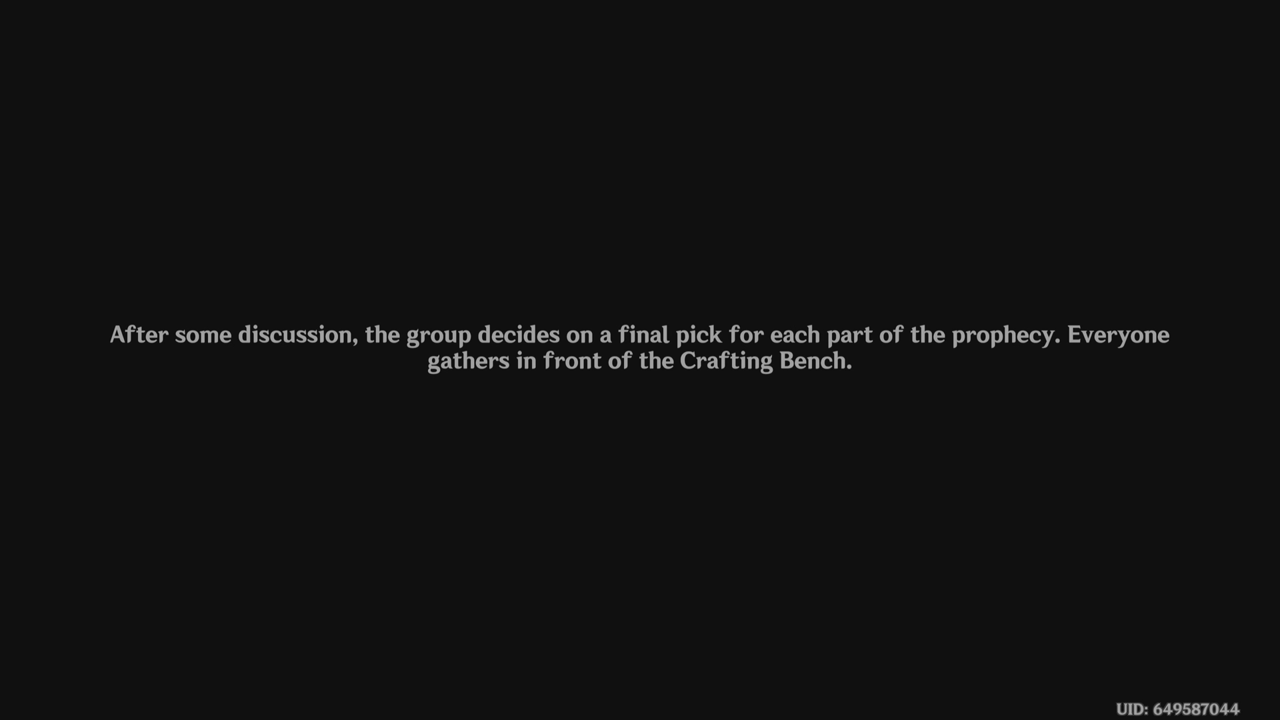 After some discussion, the group decides on a final pick for each part of the prophecy. Everyone
gathers in front of the Crafting Bench.
UID: 649587044